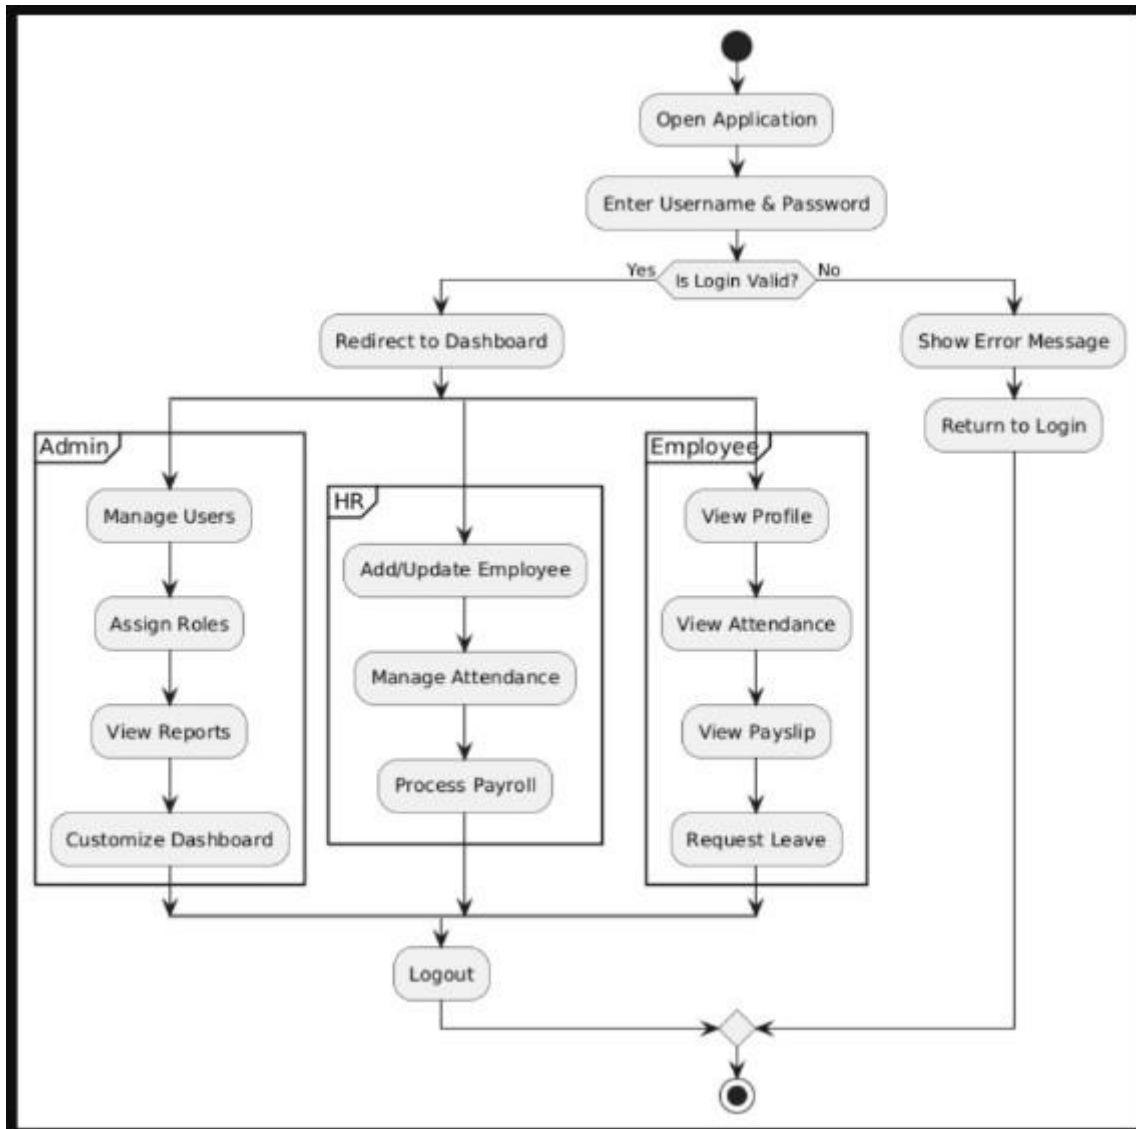 Open Application
Enter Username & Password
Yes
Is Login Valid?
No
Redirect to Dashboard
Show Error Message
Return to Login
Admin
Manage Users
Assign Roles
View Reports
Customize Dashboard
HR
Add/Update Employee
Manage Attendance
Process Payroll
Employee
View Profile
View Attendance
View Payslip
Request Leave
Logout